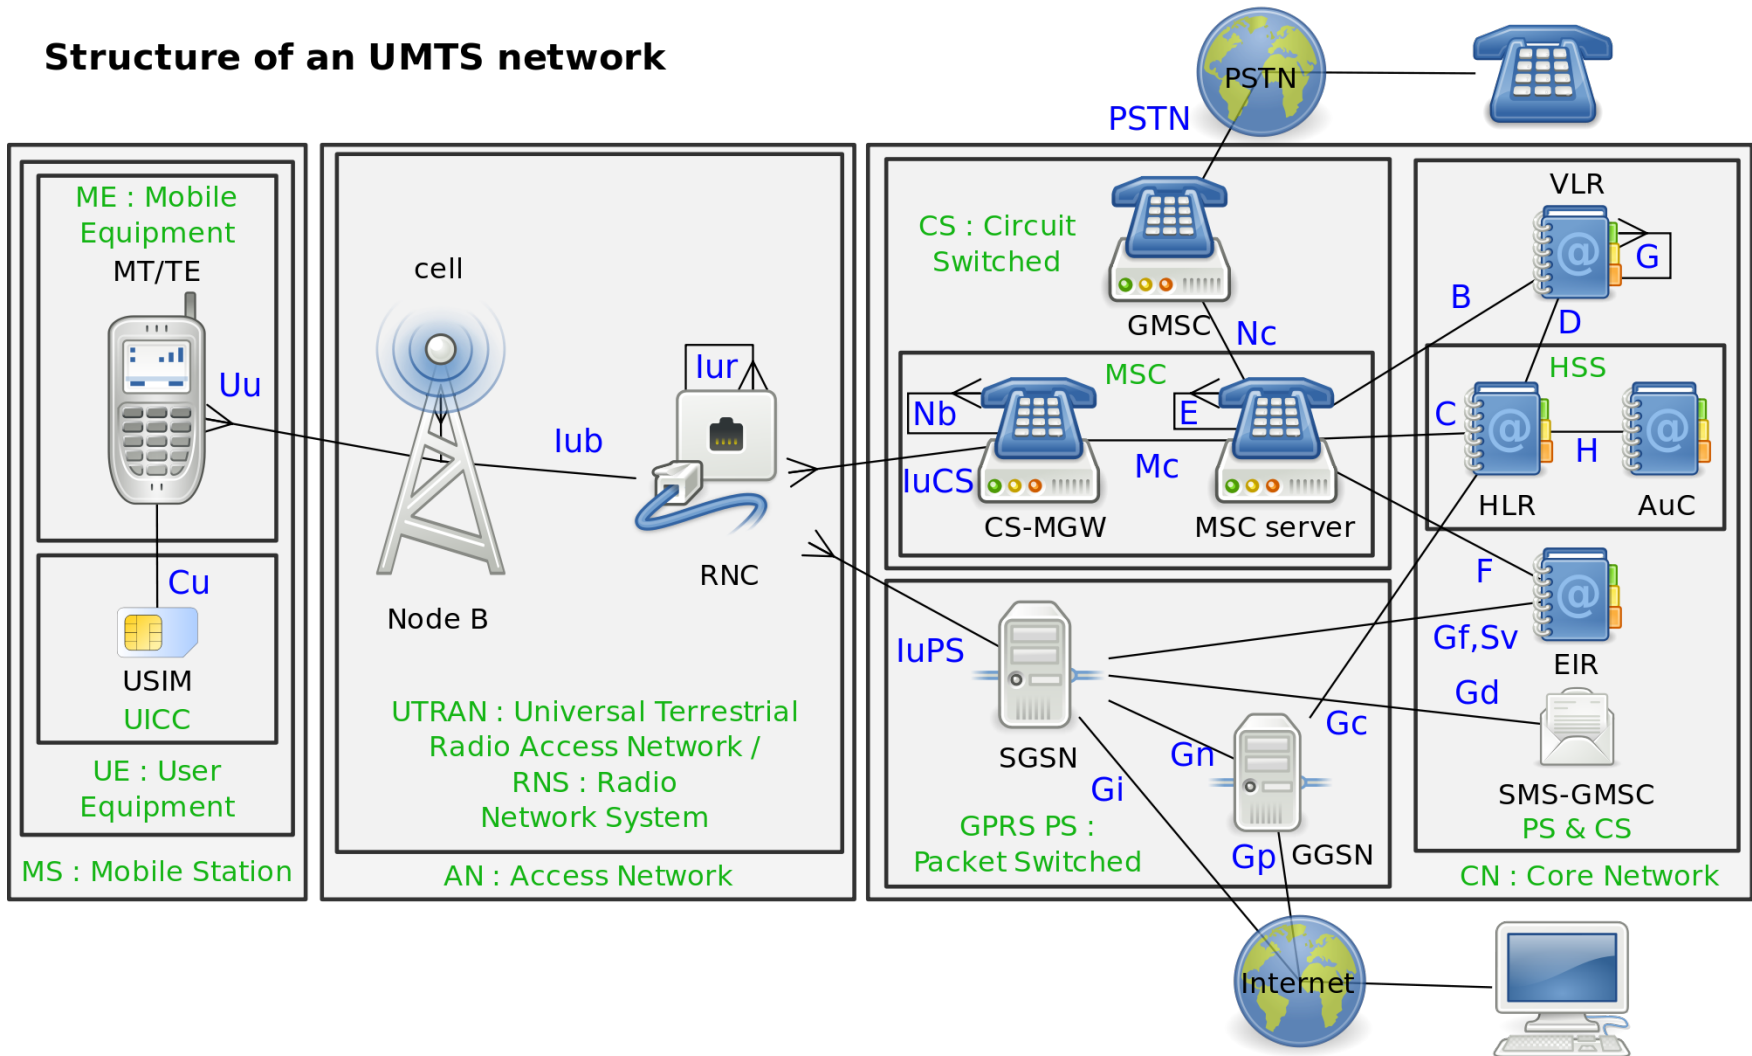 Structure of an UMTS network
PSTN
PSTN
ME : Mobile
Equipment
MT/TE
Uu
Cu
USIM
UICC
UE : User
Equipment
MS : Mobile Station
cell
Node B
Iub
Iur
RNC
UTRAN : Universal Terrestrial
Radio Access Network /
RNS : Radio
Network System
AN : Access Network
CS : Circuit
Switched
GMSC
Nc
MSC
Nb
E
IuCS
Mc
CS-MGW
MSC server
IuPS
SGSN
Gn
Gi
Gp
GGSN
Gc
GPRS PS :
Packet Switched
VLR
G
B
D
HSS
C
H
HLR
AuC
F
Gf,Sv
EIR
Gd
SMS-GMSC
PS & CS
CN : Core Network
Internet
@
@
@
@